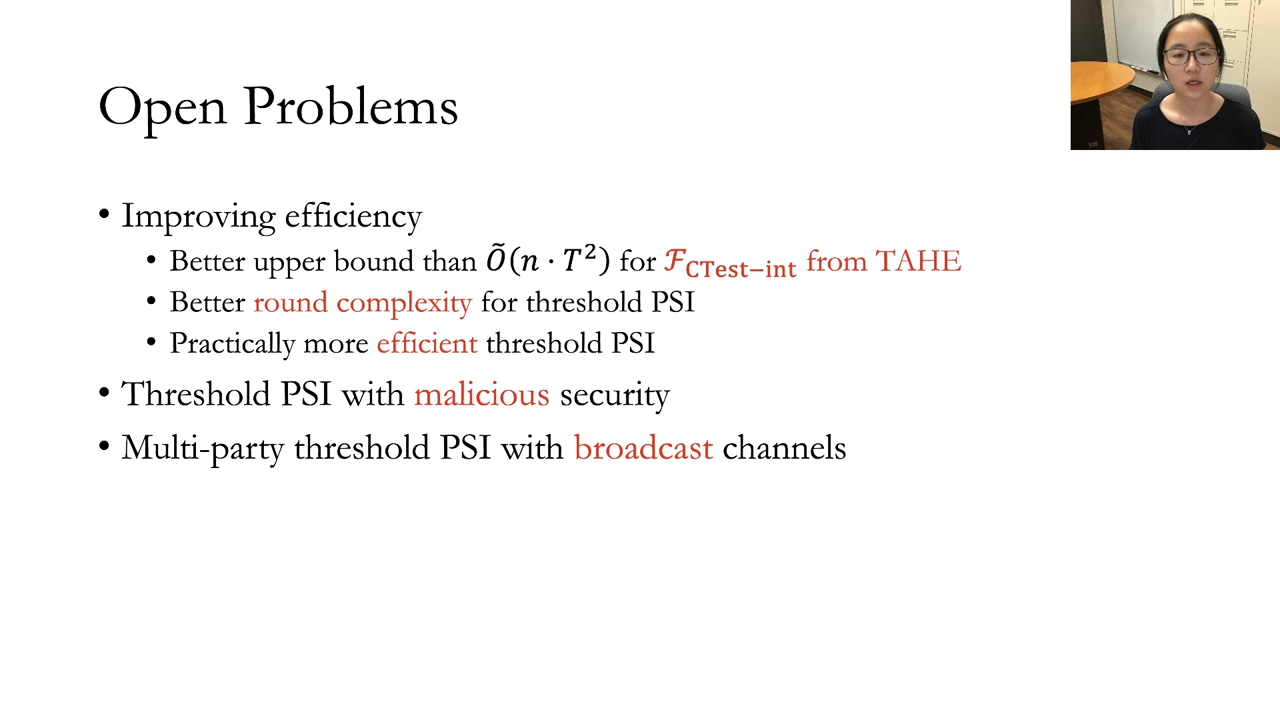 Open Problems
• Improving efficiency
• Better upper bound than Õ(n · T²) for ℱ_CTest−int from TAHE
• Better round complexity for threshold PSI
• Practically more efficient threshold PSI
• Threshold PSI with malicious security
• Multi-party threshold PSI with broadcast channels